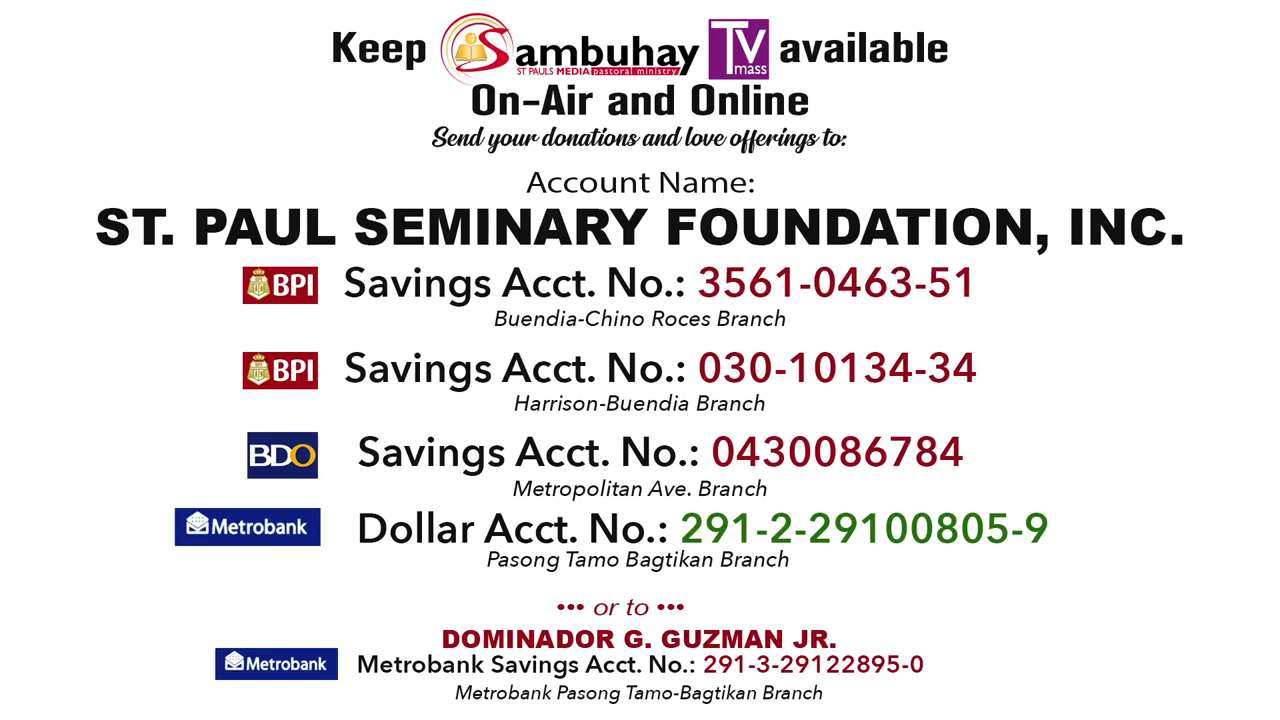 Keep Sambuhay TV mass available
ST PAULS MEDIA pastoral ministry
On-Air and Online
Send your donations and love offerings to:
Account Name:
ST. PAUL SEMINARY FOUNDATION, INC.
BPI Savings Acct. No.: 3561-0463-51
Buendia-Chino Roces Branch
BPI Savings Acct. No.: 030-10134-34
Harrison-Buendia Branch
BDO Savings Acct. No.: 0430086784
Metropolitan Ave. Branch
Metrobank Dollar Acct. No.: 291-2-29100805-9
Pasong Tamo Bagtikan Branch
••• or to •••
DOMINADOR G. GUZMAN JR.
Metrobank Metrobank Savings Acct. No.: 291-3-29122895-0
Metrobank Pasong Tamo-Bagtikan Branch